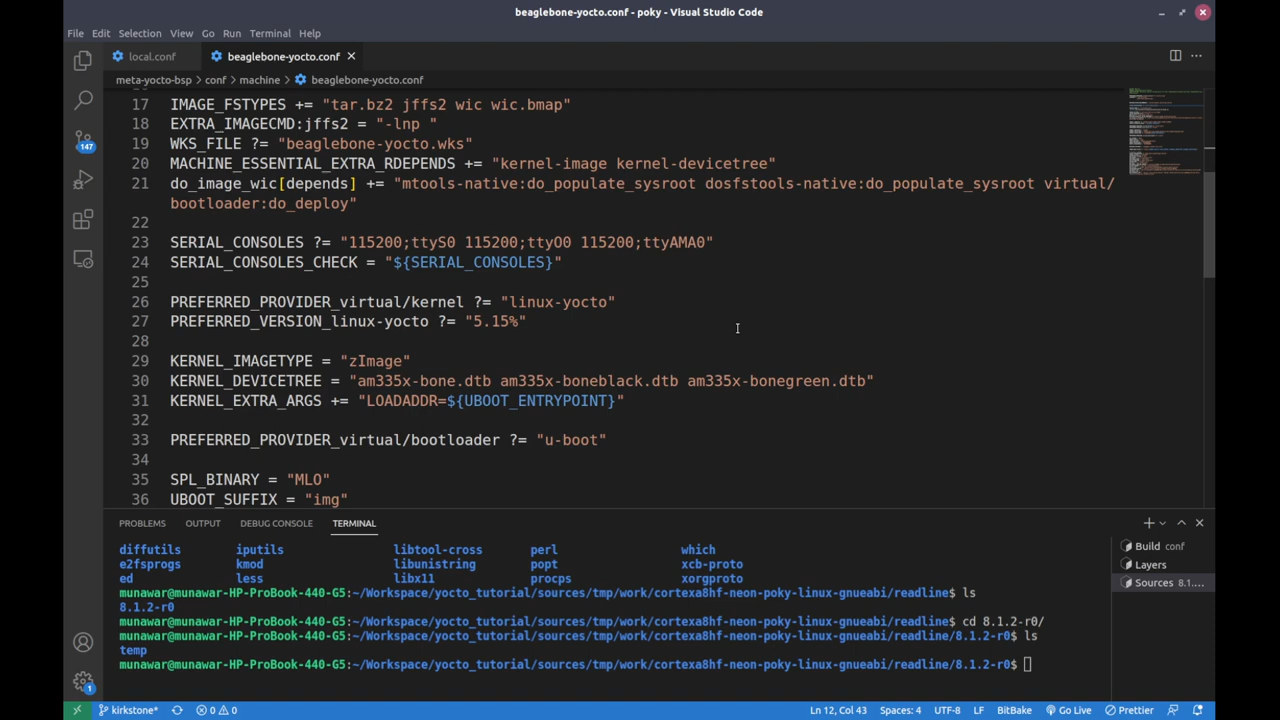 beaglebone-yocto.conf - poky - Visual Studio Code
File Edit Selection View Go Run Terminal Help
local.conf beaglebone-yocto.conf
meta-yocto-bsp > conf > machine > beaglebone-yocto.conf
17 IMAGE_FSTYPES += "tar.bz2 jffs2 wic wic.bmap"
18 EXTRA_IMAGECMD:jffs2 = "-lnp "
19 WKS_FILE ?= "beaglebone-yocto.wks"
20 MACHINE_ESSENTIAL_EXTRA_RDEPENDS += "kernel-image kernel-devicetree"
21 do_image_wic[depends] += "mtools-native:do_populate_sysroot dosfstools-native:do_populate_sysroot virtual/
bootloader:do_deploy"
22
23 SERIAL_CONSOLES ?= "115200;ttyS0 115200;ttyO0 115200;ttyAMA0"
24 SERIAL_CONSOLES_CHECK = "${SERIAL_CONSOLES}"
25
26 PREFERRED_PROVIDER_virtual/kernel ?= "linux-yocto"
27 PREFERRED_VERSION_linux-yocto ?= "5.15%"
28
29 KERNEL_IMAGETYPE = "zImage"
30 KERNEL_DEVICETREE = "am335x-bone.dtb am335x-boneblack.dtb am335x-bonegreen.dtb"
31 KERNEL_EXTRA_ARGS += "LOADADDR=${UBOOT_ENTRYPOINT}"
32
33 PREFERRED_PROVIDER_virtual/bootloader ?= "u-boot"
34
35 SPL_BINARY = "MLO"
36 UBOOT_SUFFIX = "img"
147
PROBLEMS OUTPUT DEBUG CONSOLE TERMINAL
diffutils iputils libtool-cross perl which
e2fsprogs kmod libunistring popt xcb-proto
ed less libx11 procps xorgproto
munawar@munawar-HP-ProBook-440-G5:~/Workspace/yocto_tutorial/sources/tmp/work/cortexa8hf-neon-poky-linux-gnueabi/readline$ ls
8.1.2-r0
munawar@munawar-HP-ProBook-440-G5:~/Workspace/yocto_tutorial/sources/tmp/work/cortexa8hf-neon-poky-linux-gnueabi/readline$ cd 8.1.2-r0/
munawar@munawar-HP-ProBook-440-G5:~/Workspace/yocto_tutorial/sources/tmp/work/cortexa8hf-neon-poky-linux-gnueabi/readline/8.1.2-r0$ ls
temp
munawar@munawar-HP-ProBook-440-G5:~/Workspace/yocto_tutorial/sources/tmp/work/cortexa8hf-neon-poky-linux-gnueabi/readline/8.1.2-r0$
Build conf
Layers
Sources 8.1....
1
kirkstone* 0 0 Ln 12, Col 43 Spaces: 4 UTF-8 LF BitBake Go Live Prettier